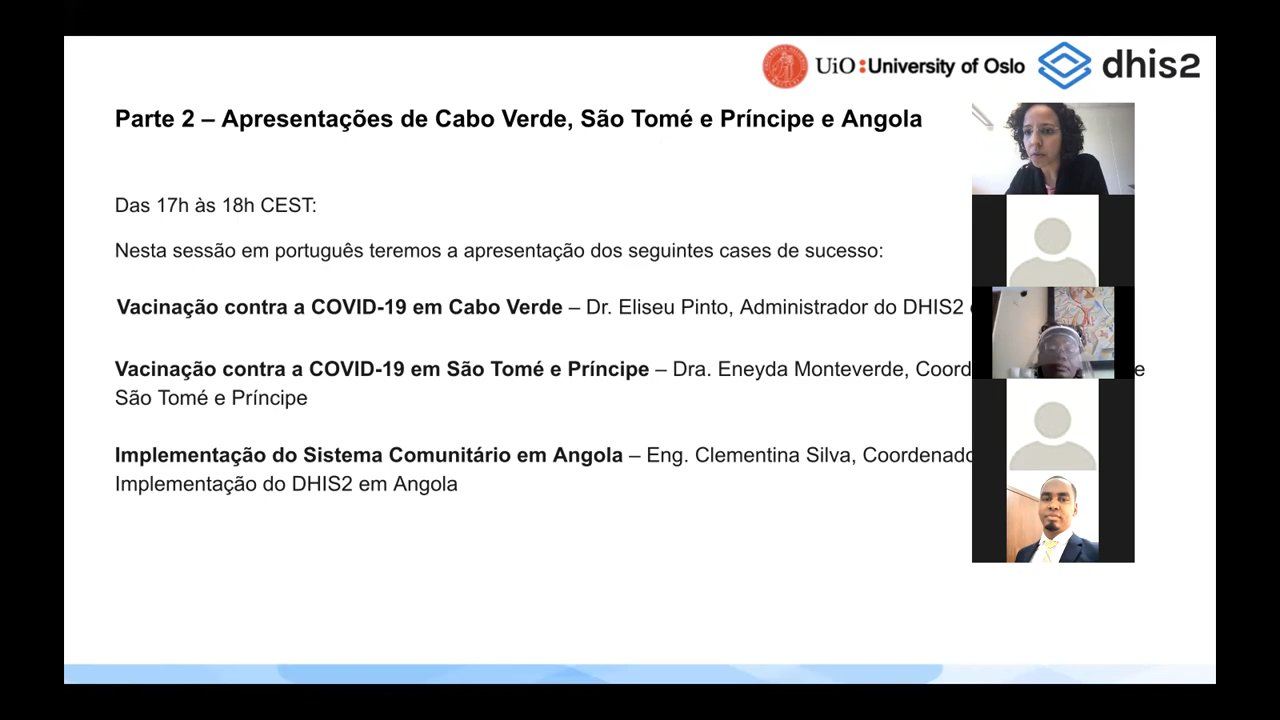 UiO:University of Oslo dhis2
Parte 2 – Apresentações de Cabo Verde, São Tomé e Príncipe e Angola
Das 17h às 18h CEST:
Nesta sessão em português teremos a apresentação dos seguintes cases de sucesso:
Vacinação contra a COVID-19 em Cabo Verde – Dr. Eliseu Pinto, Administrador do DHIS2
Vacinação contra a COVID-19 em São Tomé e Príncipe – Dra. Eneyda Monteverde,
São Tomé e Príncipe
Implementação do Sistema Comunitário em Angola – Eng. Clementina Silva,
Implementação do DHIS2 em Angola